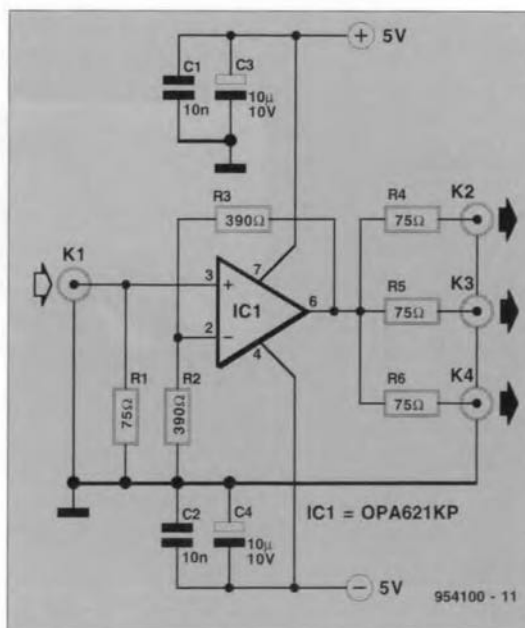 + 5V
C1
C3
10n
10µ
10V
R3
390Ω
R4
K2
75Ω
K1
3
+
7
IC1
6
R5
K3
75Ω
2
−
4
R6
K4
75Ω
R1
75Ω
R2
390Ω
C2
C4
10n
10µ
10V
IC1 = OPA621KP
− 5V
954100 - 11